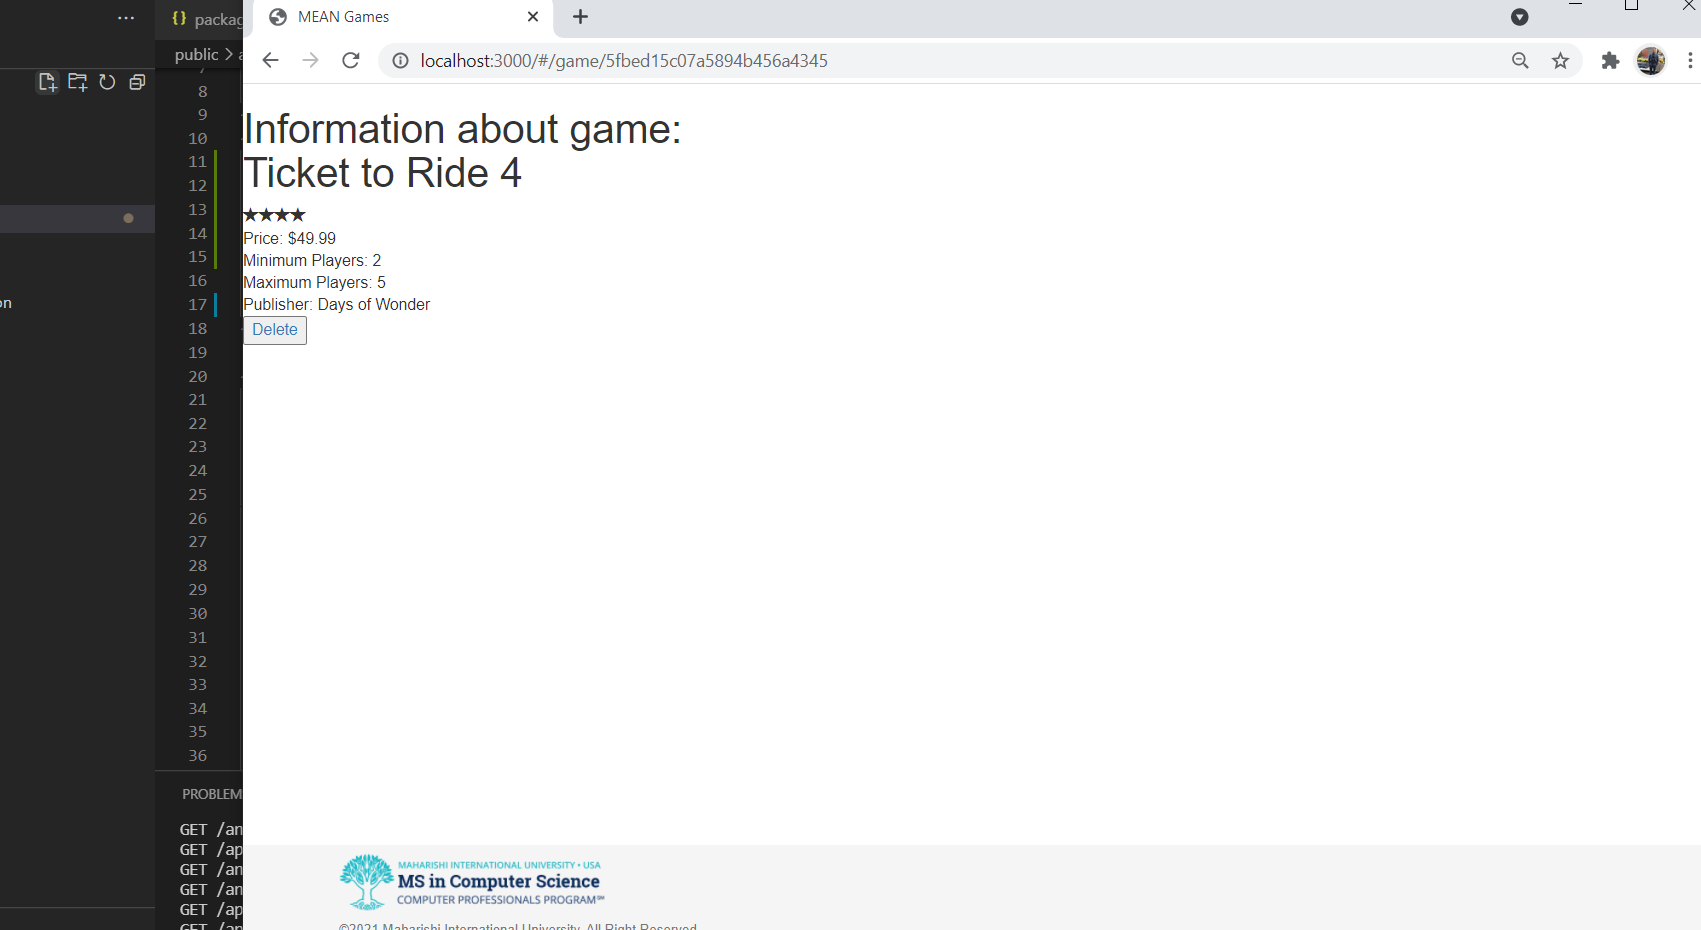 {} packag
MEAN Games
public > a
localhost:3000/#/game/5fbed15c07a5894b456a4345
8
9
10
11
12
13
14
15
16
17
18
19
20
21
22
23
24
25
26
27
28
29
30
31
32
33
34
35
36
on
Information about game:
Ticket to Ride 4
★★★★
Price: $49.99
Minimum Players: 2
Maximum Players: 5
Publisher: Days of Wonder
Delete
PROBLEM
GET /an
GET /ap
GET /an
GET /an
GET /ap
GET /an
MAHARISHI INTERNATIONAL UNIVERSITY • USA
MS in Computer Science
COMPUTER PROFESSIONALS PROGRAM℠
©2021 Maharishi International University. All Right Reserved